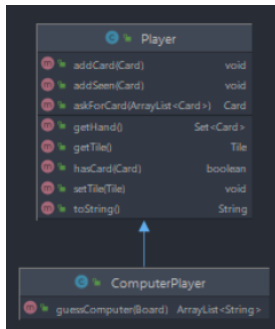 Player
addCard(Card) void
addSeen(Card) void
askForCard(ArrayList<Card>) Card
getHand() Set<Card>
getTile() Tile
hasCard(Card) boolean
setTile(Tile) void
toString() String
ComputerPlayer
guessComputer(Board) ArrayList<String>